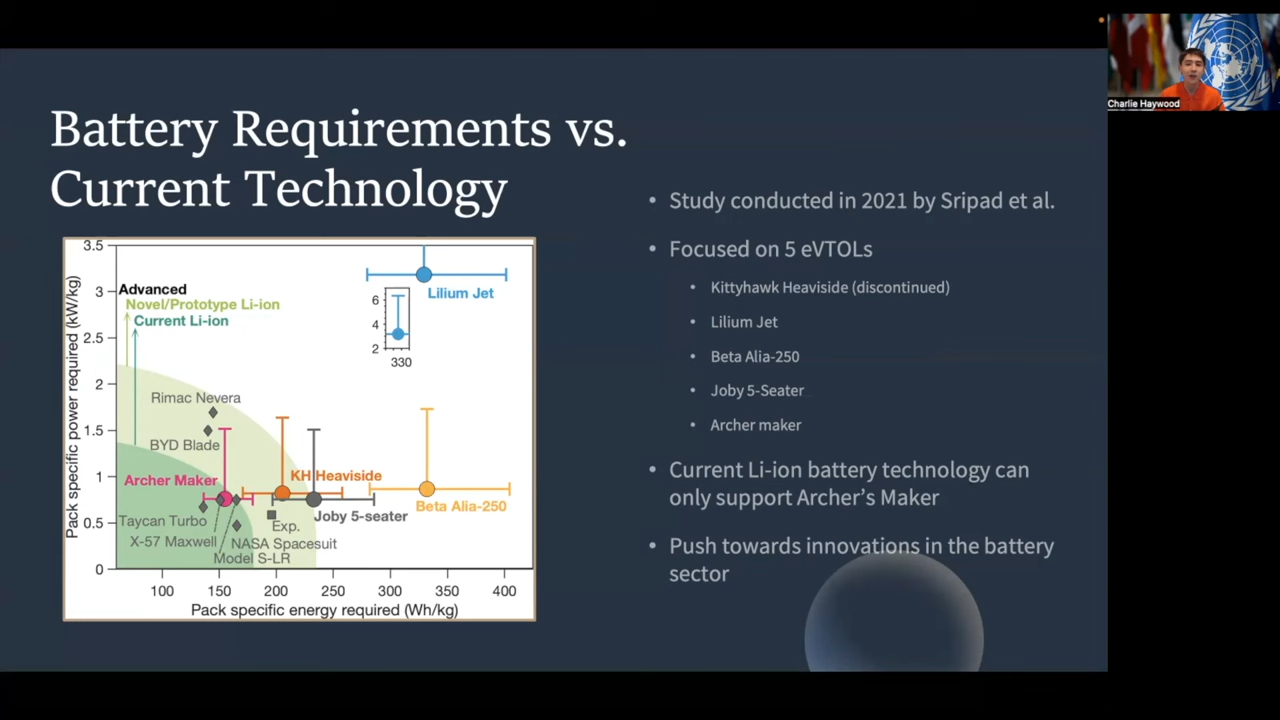 Charlie Haywood
Battery Requirements vs.
Current Technology
3.5
3
2.5
2
1.5
1
0.5
0
Pack specific power required (kW/kg)
Advanced
Novel/Prototype Li-ion
Current Li-ion
Lilium Jet
6
4
2
330
Rimac Nevera
BYD Blade
Archer Maker
KH Heaviside
Beta Alia-250
Taycan Turbo
Joby 5-seater
Exp.
X-57 Maxwell
NASA Spacesuit
Model S-LR
100 150 200 250 300 350 400
Pack specific energy required (Wh/kg)
• Study conducted in 2021 by Sripad et al.
• Focused on 5 eVTOLs
• Kittyhawk Heaviside (discontinued)
• Lilium Jet
• Beta Alia-250
• Joby 5-Seater
• Archer maker
• Current Li-ion battery technology can
only support Archer's Maker
• Push towards innovations in the battery
sector